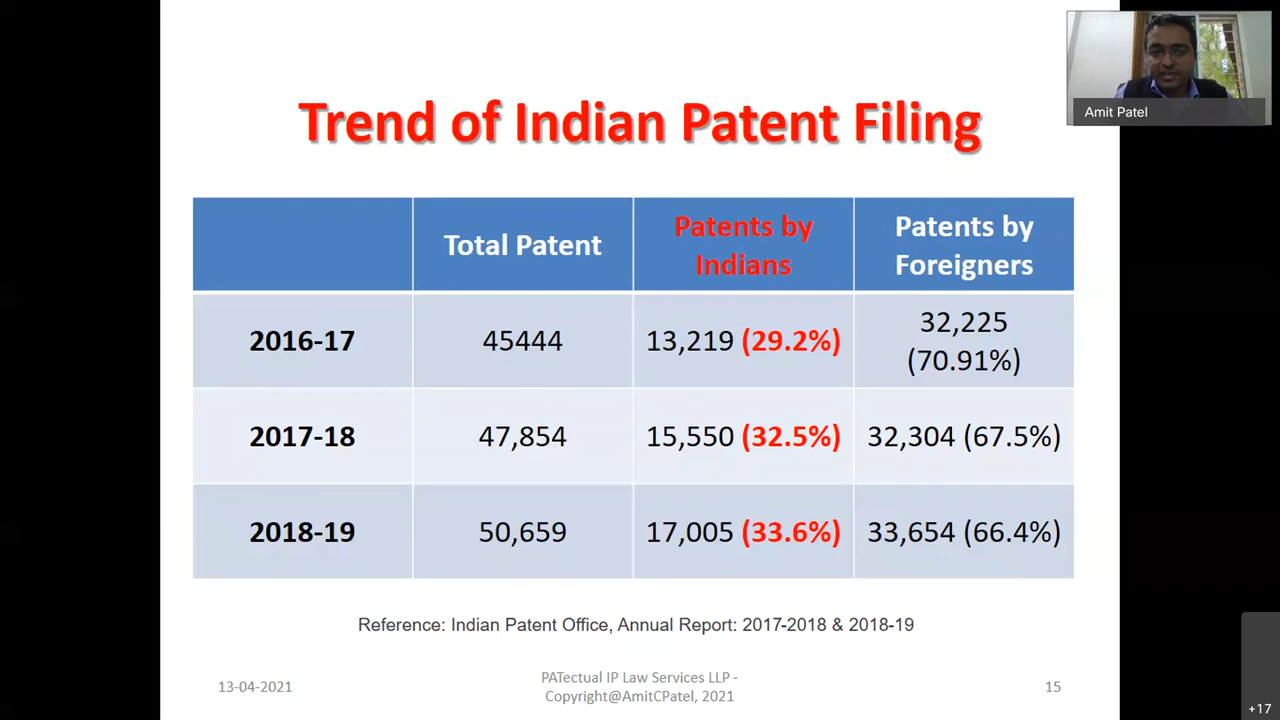 Amit Patel
Trend of Indian Patent Filing
Total Patent
Patents by
Indians
Patents by
Foreigners
2016-17
45444
13,219 (29.2%)
32,225
(70.91%)
2017-18
47,854
15,550 (32.5%)
32,304 (67.5%)
2018-19
50,659
17,005 (33.6%)
33,654 (66.4%)
Reference: Indian Patent Office, Annual Report: 2017-2018 & 2018-19
13-04-2021
PATectual IP Law Services LLP -
Copyright@AmitCPatel, 2021
15
+17